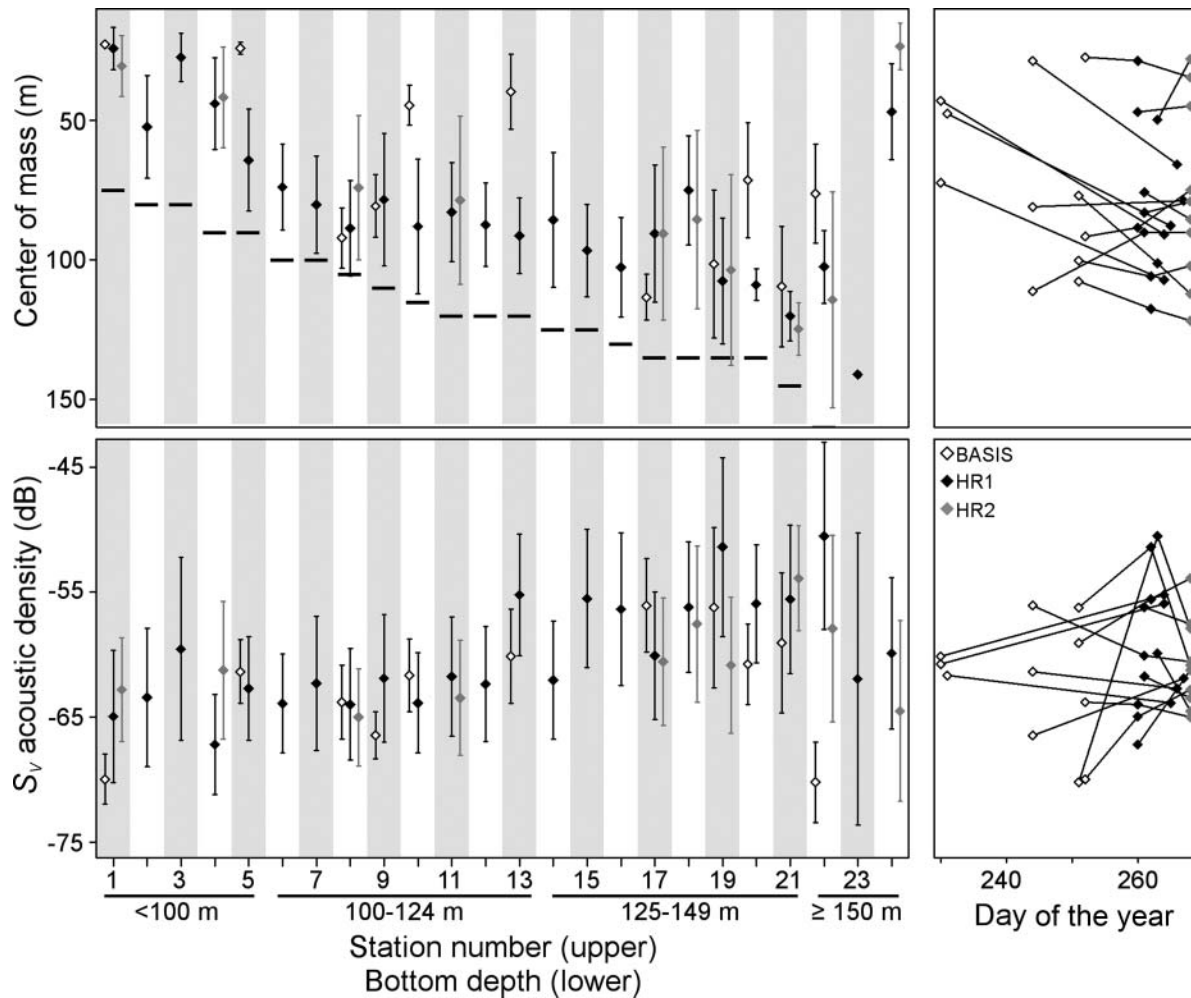 Center of mass (m)
50
100
150
S_V acoustic density (dB)
-45
-55
-65
-75
BASIS
HR1
HR2
1 3 5 7 9 11 13 15 17 19 21 23
<100 m 100-124 m 125-149 m ≥ 150 m
Station number (upper)
Bottom depth (lower)
240 260
Day of the year